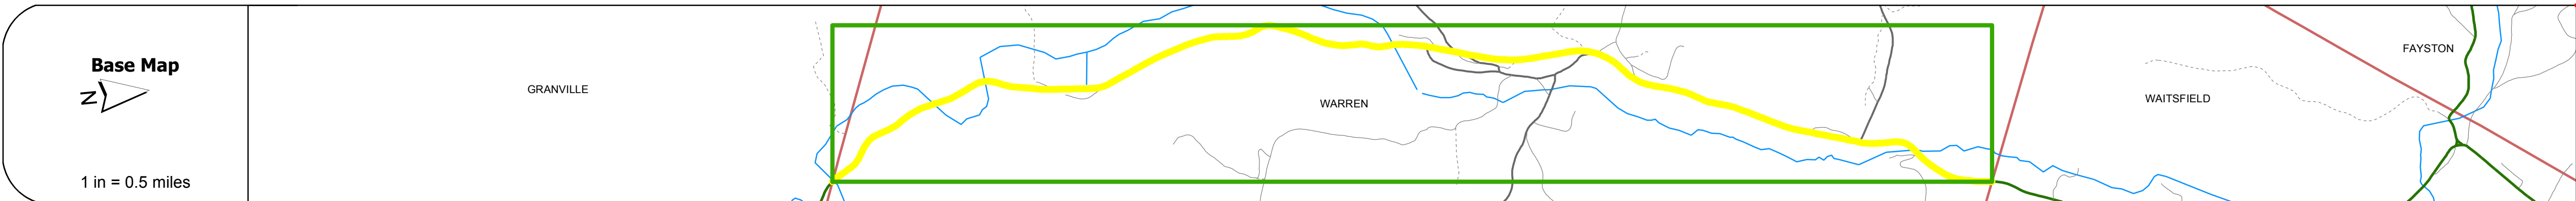 Base Map
N
1 in = 0.5 miles
GRANVILLE
WARREN
WAITSFIELD
FAYSTON